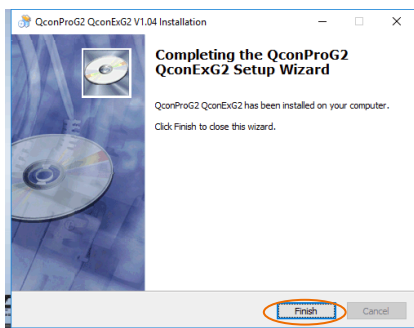 QconProG2 QconExG2 V1.04 Installation
Completing the QconProG2
QconExG2 Setup Wizard
QconProG2 QconExG2 has been installed on your computer.
Click Finish to close this wizard.
Finish
Cancel